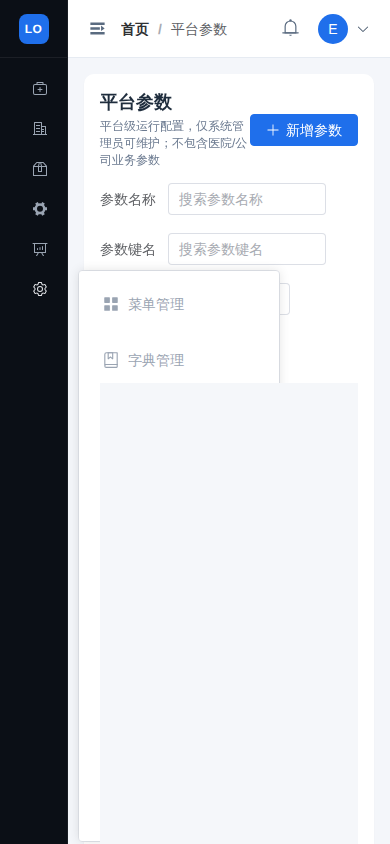 LO
首页 / 平台参数
E
平台参数
平台级运行配置，仅系统管
理员可维护；不包含医院/公
司业务参数
新增参数
参数名称 搜索参数名称
参数键名 搜索参数键名
菜单管理
字典管理